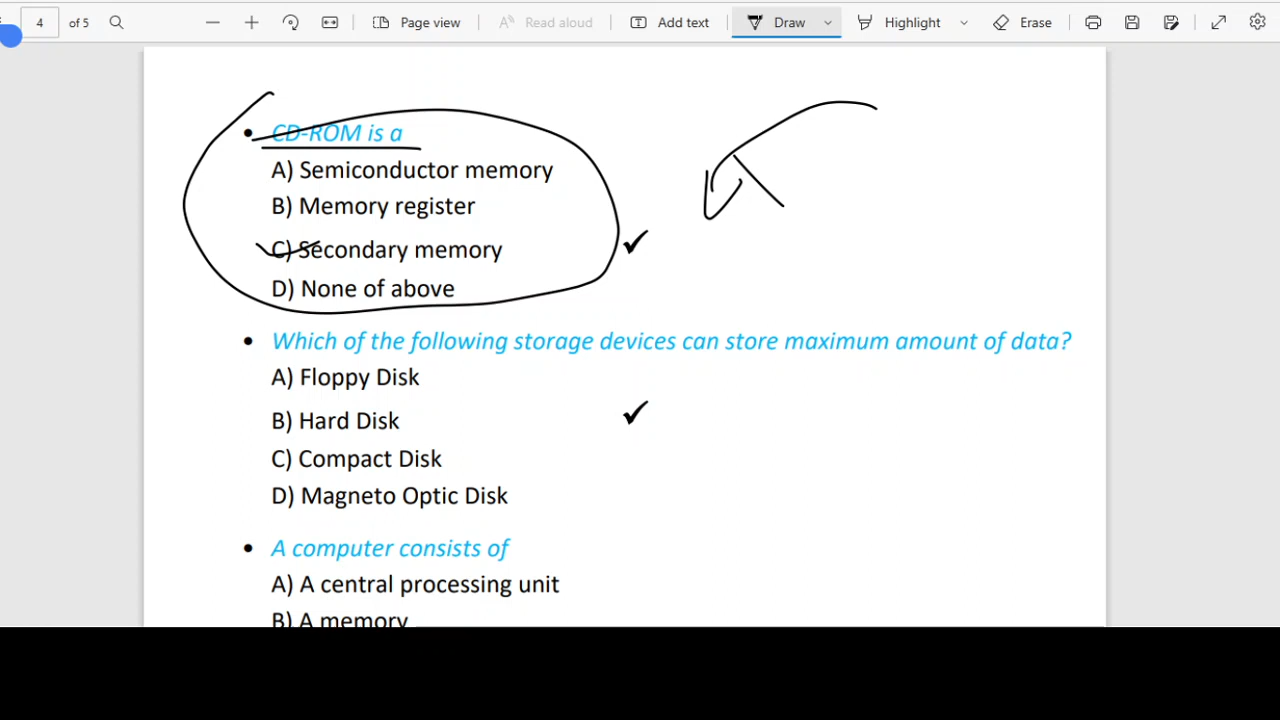 4 of 5 Page view Read aloud Add text Draw Highlight Erase
• CD-ROM is a
A) Semiconductor memory
B) Memory register
C) Secondary memory ✔
D) None of above
• Which of the following storage devices can store maximum amount of data?
A) Floppy Disk
B) Hard Disk ✔
C) Compact Disk
D) Magneto Optic Disk
• A computer consists of
A) A central processing unit
B) A memory